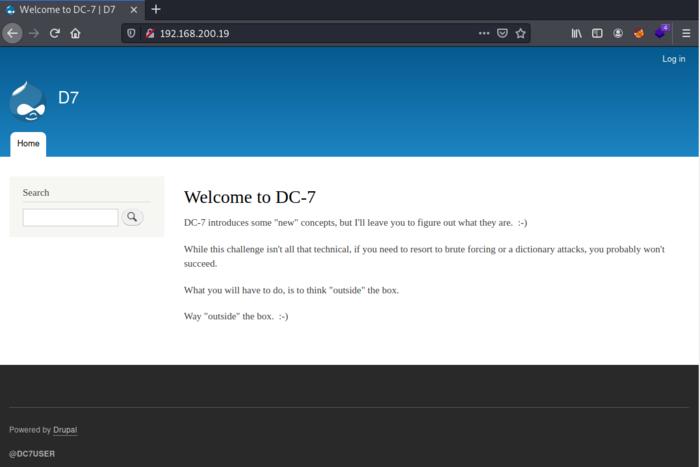 Welcome to DC-7 | D7
192.168.200.19
4
Log in
D7
Home
Search
Welcome to DC-7
DC-7 introduces some "new" concepts, but I'll leave you to figure out what they are.  :-)
While this challenge isn't all that technical, if you need to resort to brute forcing or a dictionary attacks, you probably won't
succeed.
What you will have to do, is to think "outside" the box.
Way "outside" the box.  :-)
Powered by Drupal
@DC7USER